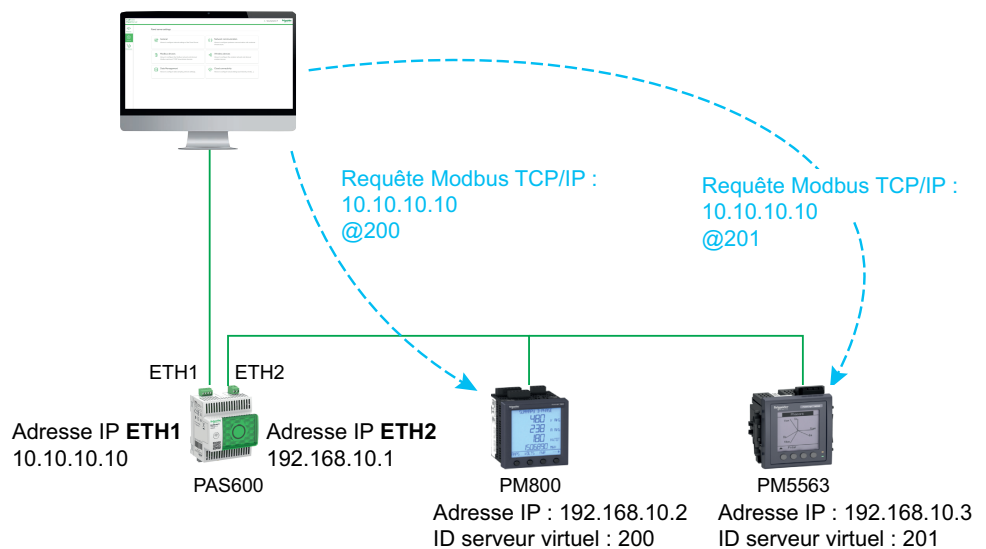 Requête Modbus TCP/IP :
10.10.10.10
@200
Requête Modbus TCP/IP :
10.10.10.10
@201
ETH1
ETH2
Adresse IP ETH1
10.10.10.10
Adresse IP ETH2
192.168.10.1
PAS600
PM800
Adresse IP : 192.168.10.2
ID serveur virtuel : 200
PM5563
Adresse IP : 192.168.10.3
ID serveur virtuel : 201